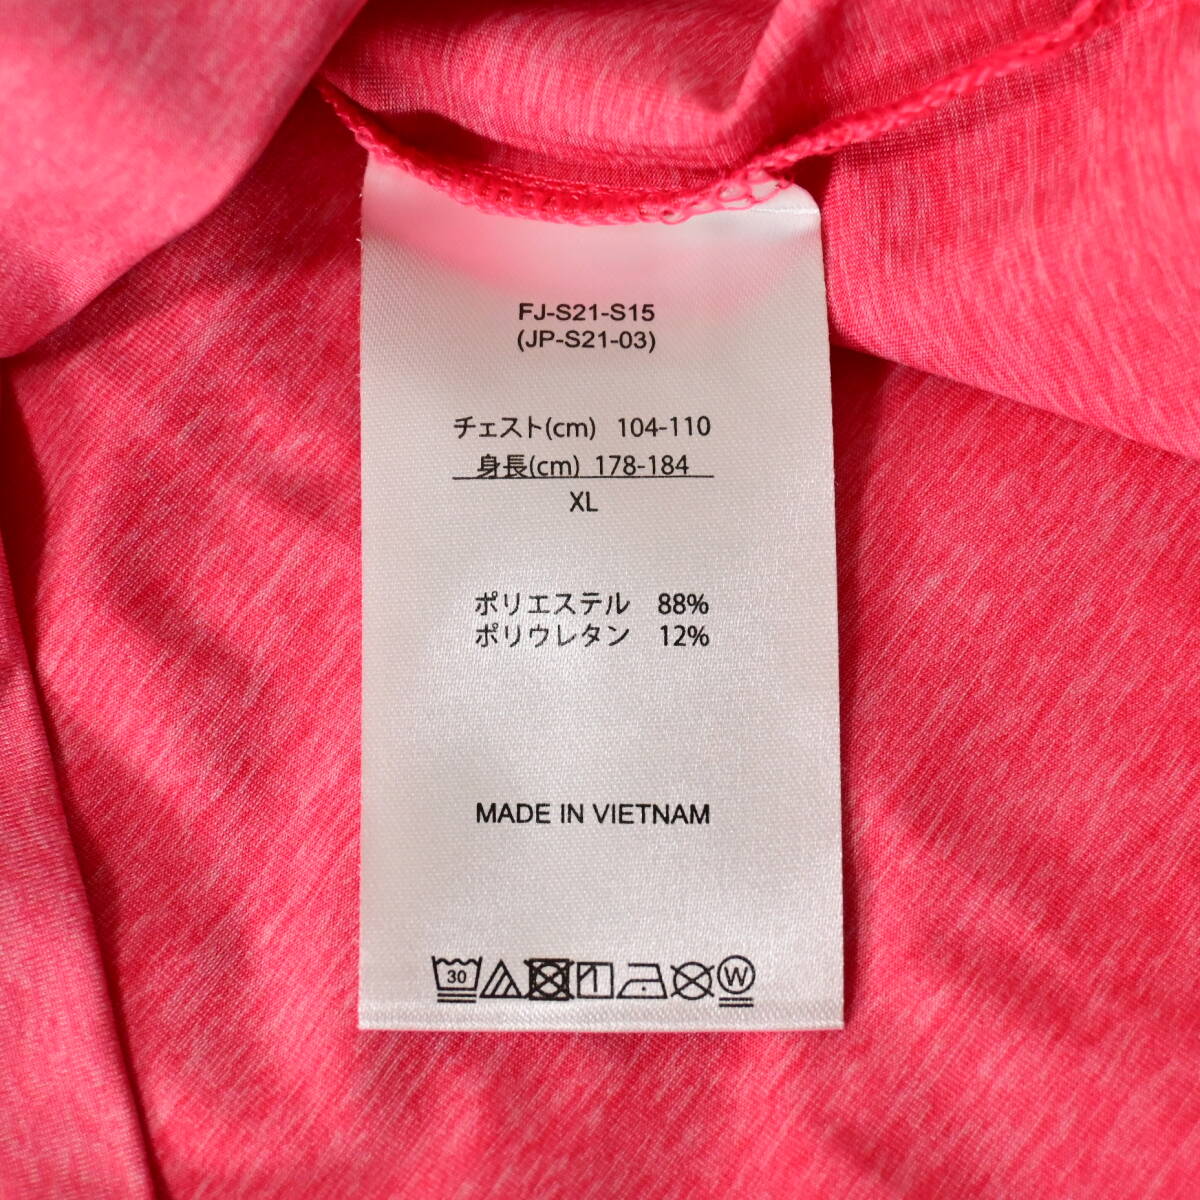 FJ-S21-S15
(JP-S21-03)
チェスト(cm) 104-110
身長(cm) 178-184
XL
ポリエステル 88%
ポリウレタン 12%
MADE IN VIETNAM
30 W